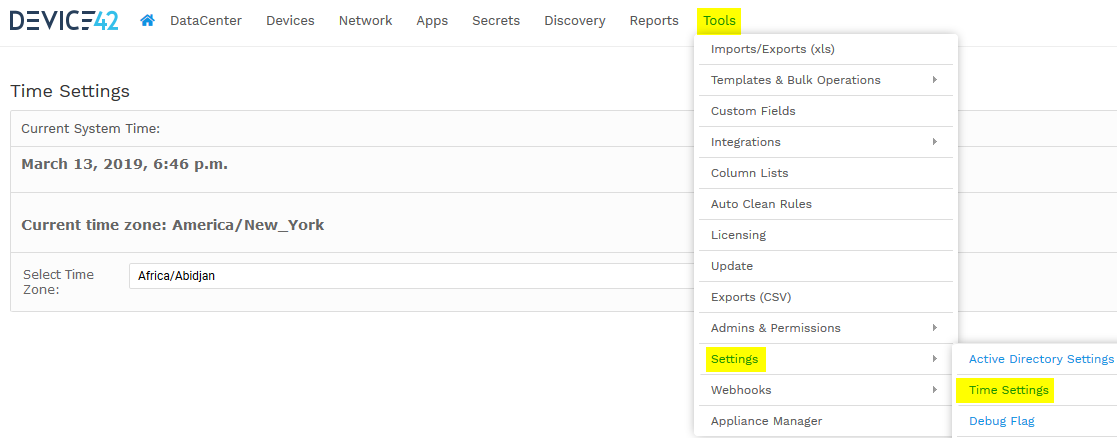 DEVICE42 DataCenter Devices Network Apps Secrets Discovery Reports Tools
Time Settings
Current System Time:
March 13, 2019, 6:46 p.m.
Current time zone: America/New_York
Select Time
Zone:
Africa/Abidjan
Imports/Exports (xls)
Templates & Bulk Operations
Custom Fields
Integrations
Column Lists
Auto Clean Rules
Licensing
Update
Exports (CSV)
Admins & Permissions
Settings
Webhooks
Appliance Manager
Active Directory Settings
Time Settings
Debug Flag